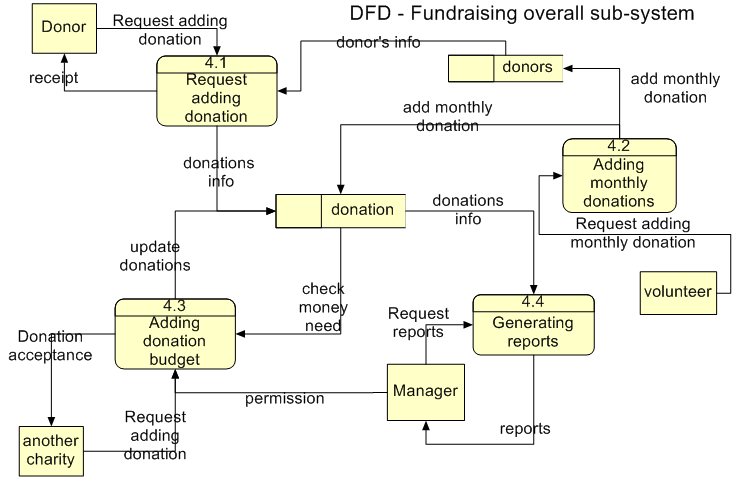 DFD - Fundraising overall sub-system
Donor
Request adding
donation
donor's info
donors
receipt
4.1
Request
adding
donation
add monthly
donation
add monthly
donation
4.2
Adding
monthly
donations
donations
info
donation
donations
info
Request adding
monthly donation
volunteer
update
donations
check
money
need
4.3
Adding
donation
budget
4.4
Generating
reports
Request
reports
Donation
acceptance
Manager
permission
another
charity
Request
adding
donation
reports